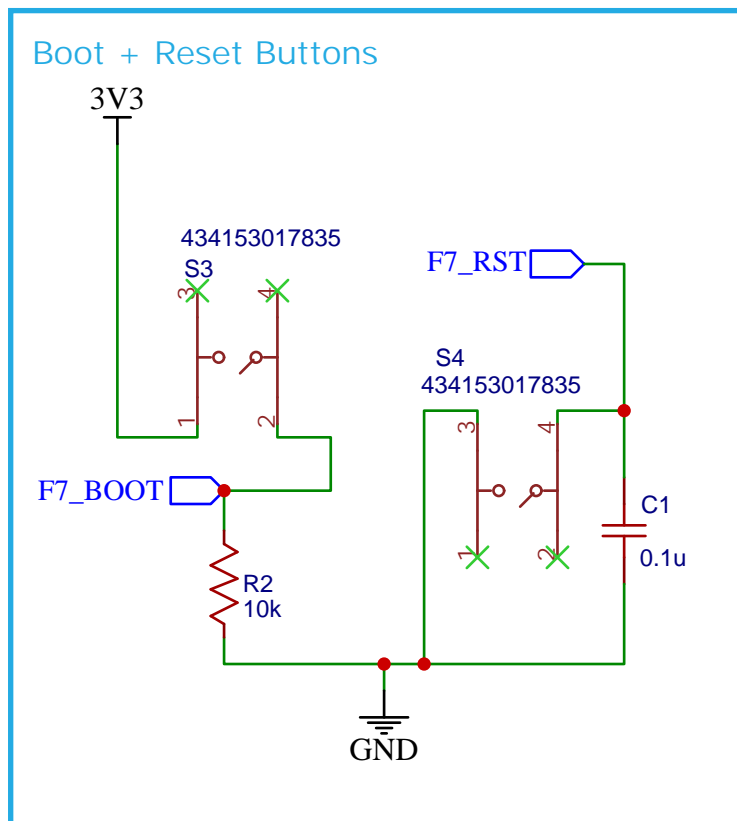 Boot + Reset Buttons
3V3
434153017835
S3
3
4
1
2
F7_BOOT
R2
10k
F7_RST
S4
434153017835
3
4
1
2
C1
0.1u
GND